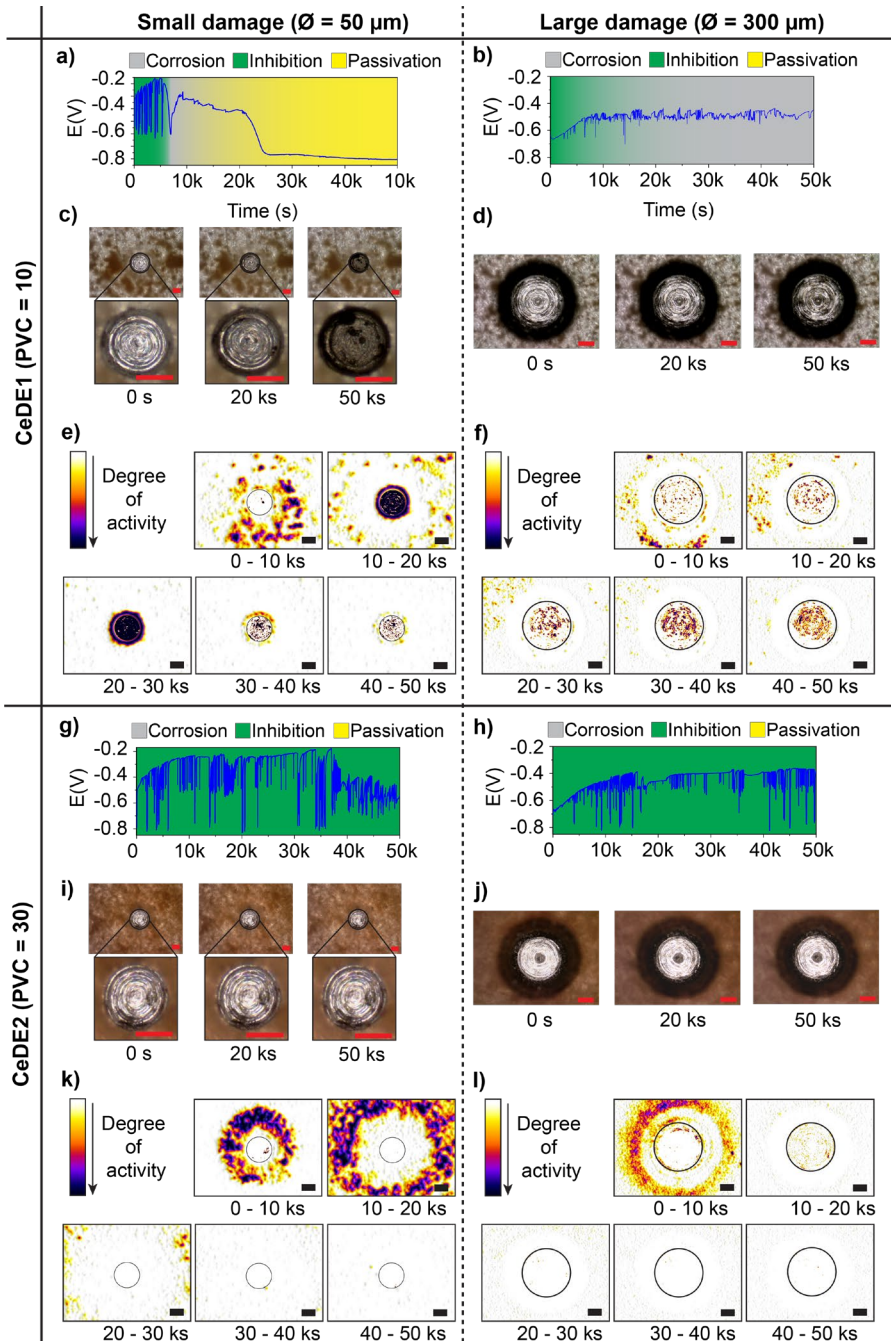 Small damage (Ø = 50 µm)
Large damage (Ø = 300 µm)
CeDE1 (PVC = 10)
a)
Corrosion Inhibition Passivation
-0.2
-0.4
-0.6
-0.8
E(V)
0 10k 20k 30k 40k 10k
Time (s)
b)
Corrosion Inhibition Passivation
-0.2
-0.4
-0.6
-0.8
E(V)
0 10k 20k 30k 40k 50k
Time (s)
c)
0 s 20 ks 50 ks
d)
0 s 20 ks 50 ks
e)
Degree
of
activity
0 - 10 ks 10 - 20 ks
20 - 30 ks 30 - 40 ks 40 - 50 ks
f)
Degree
of
activity
0 - 10 ks 10 - 20 ks
20 - 30 ks 30 - 40 ks 40 - 50 ks
CeDE2 (PVC = 30)
g)
Corrosion Inhibition Passivation
-0.2
-0.4
-0.6
-0.8
E(V)
0 10k 20k 30k 40k 50k
h)
Corrosion Inhibition Passivation
-0.2
-0.4
-0.6
-0.8
E(V)
0 10k 20k 30k 40k 50k
i)
0 s 20 ks 50 ks
j)
0 s 20 ks 50 ks
k)
Degree
of
activity
0 - 10 ks 10 - 20 ks
20 - 30 ks 30 - 40 ks 40 - 50 ks
l)
Degree
of
activity
0 - 10 ks 10 - 20 ks
20 - 30 ks 30 - 40 ks 40 - 50 ks